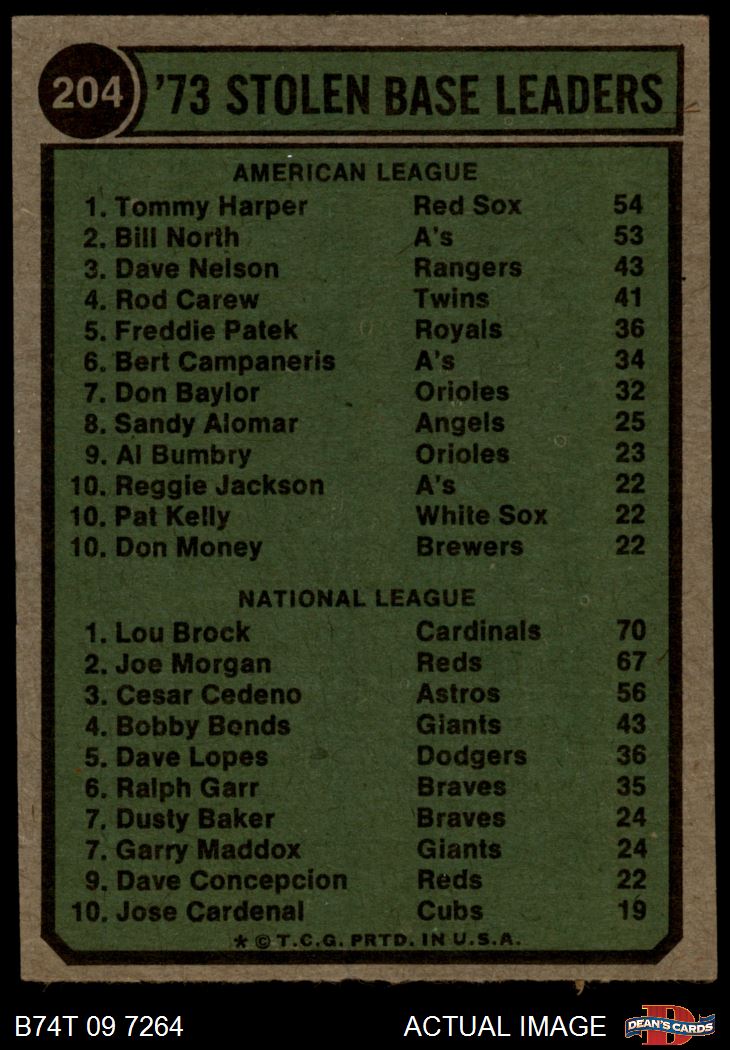 204 '73 STOLEN BASE LEADERS
AMERICAN LEAGUE
1. Tommy Harper Red Sox 54
2. Bill North A's 53
3. Dave Nelson Rangers 43
4. Rod Carew Twins 41
5. Freddie Patek Royals 36
6. Bert Campaneris A's 34
7. Don Baylor Orioles 32
8. Sandy Alomar Angels 25
9. Al Bumbry Orioles 23
10. Reggie Jackson A's 22
10. Pat Kelly White Sox 22
10. Don Money Brewers 22
NATIONAL LEAGUE
1. Lou Brock Cardinals 70
2. Joe Morgan Reds 67
3. Cesar Cedeno Astros 56
4. Bobby Bonds Giants 43
5. Dave Lopes Dodgers 36
6. Ralph Garr Braves 35
7. Dusty Baker Braves 24
7. Garry Maddox Giants 24
9. Dave Concepcion Reds 22
10. Jose Cardenal Cubs 19
* © T.C.G. PRTD. IN U.S.A.
B74T 09 7264 ACTUAL IMAGE D DEAN'S CARDS